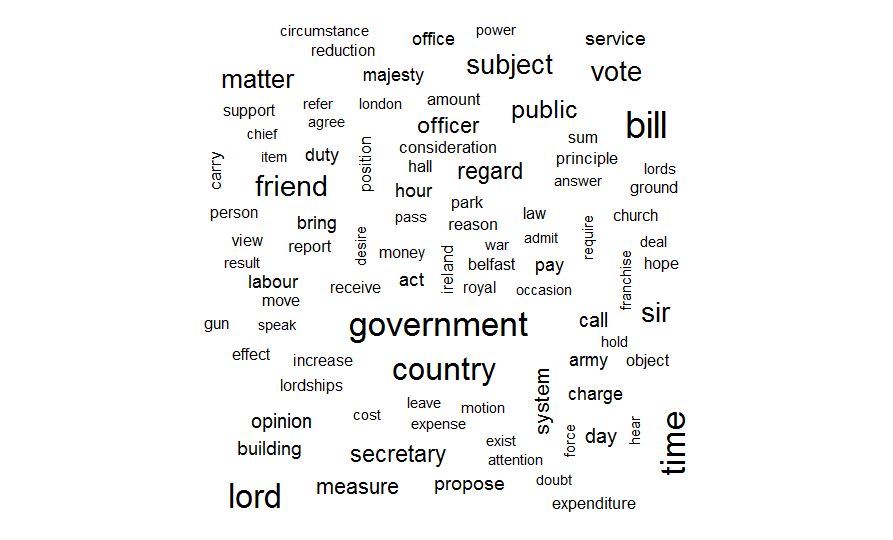 circumstance
power
office
service
reduction
subject
vote
matter
majesty
support
refer
london
amount
public
bill
agree
officer
chief
sum
consideration
carry
item
duty
position
hall
regard
principle
lords
answer
friend
hour
ground
park
person
bring
pass
reason
law
require
church
view
report
desire
money
ireland
war
admit
deal
result
belfast
pay
franchise
hope
labour
receive
act
royal
occasion
move
gun
speak
government
call
sir
hold
effect
increase
country
army
object
lordships
system
charge
opinion
cost
leave
motion
expense
force
day
hear
time
building
secretary
exist
attention
lord
measure
propose
doubt
expenditure